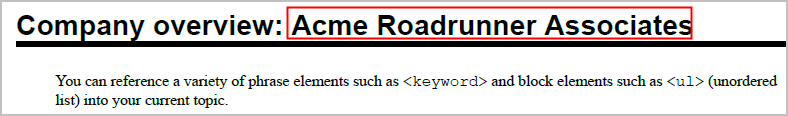 Company overview: Acme Roadrunner Associates
You can reference a variety of phrase elements such as <keyword> and block elements such as <ul> (unordered
list) into your current topic.